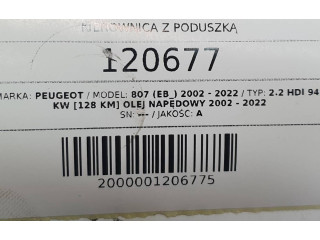 KIEROWNICA Z PODUSZKĄ
120677
MARKA: PEUGEOT / MODEL: 807 (EB_) 2002 - 2022 / TYP: 2.2 HDI 94
KW [128 KM] OLEJ NAPĘDOWY 2002 - 2022
SN: --- / JAKOŚĆ: A
2000001206775